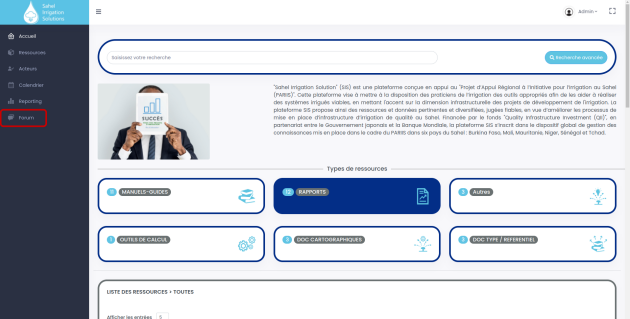 Sahel
Irrigation
Solutions
Admin
Accueil
Ressources
Acteurs
Calendrier
Reporting
Forum
Saisissez votre recherche
Recherche avancée
SUCCÈS
"Sahel Irrigation Solution" (SIS) est une plateforme conçue en appui au "Projet d'Appui Régional à l'Initiative pour l'Irrigation au Sahel
(PARIIS)". Cette plateforme vise à mettre à la disposition des praticiens de l'irrigation des outils appropriés afin de les aider à réaliser
des systèmes irrigués viables, en mettant l'accent sur la dimension infrastructurelle des projets de développement de l'irrigation. La
plateforme SIS propose ainsi des ressources et données pertinentes et diversifiées, jugées fiables, en vue d'améliorer les processus de
mise en place d'infrastructure d'irrigation de qualité au Sahel. Financée par le fonds "Quality Infrastructure Investment (QII)", en
partenariat entre le Gouvernement japonais et la Banque Mondiale, la plateforme SIS s'inscrit dans le dispositif global de gestion des
connaissances mis en place dans le cadre du PARIIS dans six pays du Sahel : Burkina Faso, Mali, Mauritanie, Niger, Sénégal et Tchad.
Types de ressources
MANUELS-GUIDES
12 RAPPORTS
Autres
OUTILS DE CALCUL
DOC CARTOGRAPHIQUES
DOC TYPE / REFERENTIEL
LISTE DES RESSOURCES • TOUTES
Afficher les entrées 5